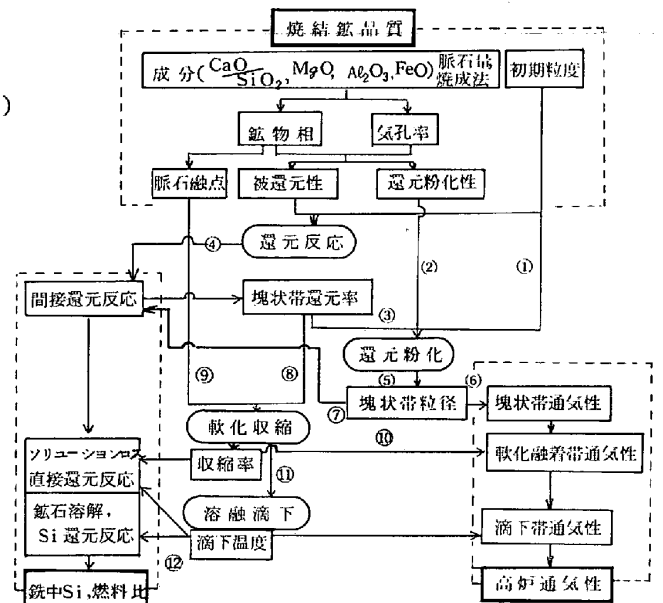 焼結鉱品質
成分(CaO/SiO₂, MgO, Al₂O₃, FeO) 脈石量
焼成法
初期粒度
)
鉱物相
気孔率
脈石融点
被還元性
還元粉化性
還元反応
④
②
①
間接還元反応
塊状帯還元率
③
還元粉化
⑨
⑧
⑤
⑥
⑦
塊状帯粒径
塊状帯通気性
軟化収縮
⑩
ソリューションロス
直接還元反応
収縮率
軟化融着帯通気性
⑪
鉱石溶解,
Si還元反応
溶融滴下
滴下温度
滴下帯通気性
⑫
銑中Si,燃料比
高炉通気性